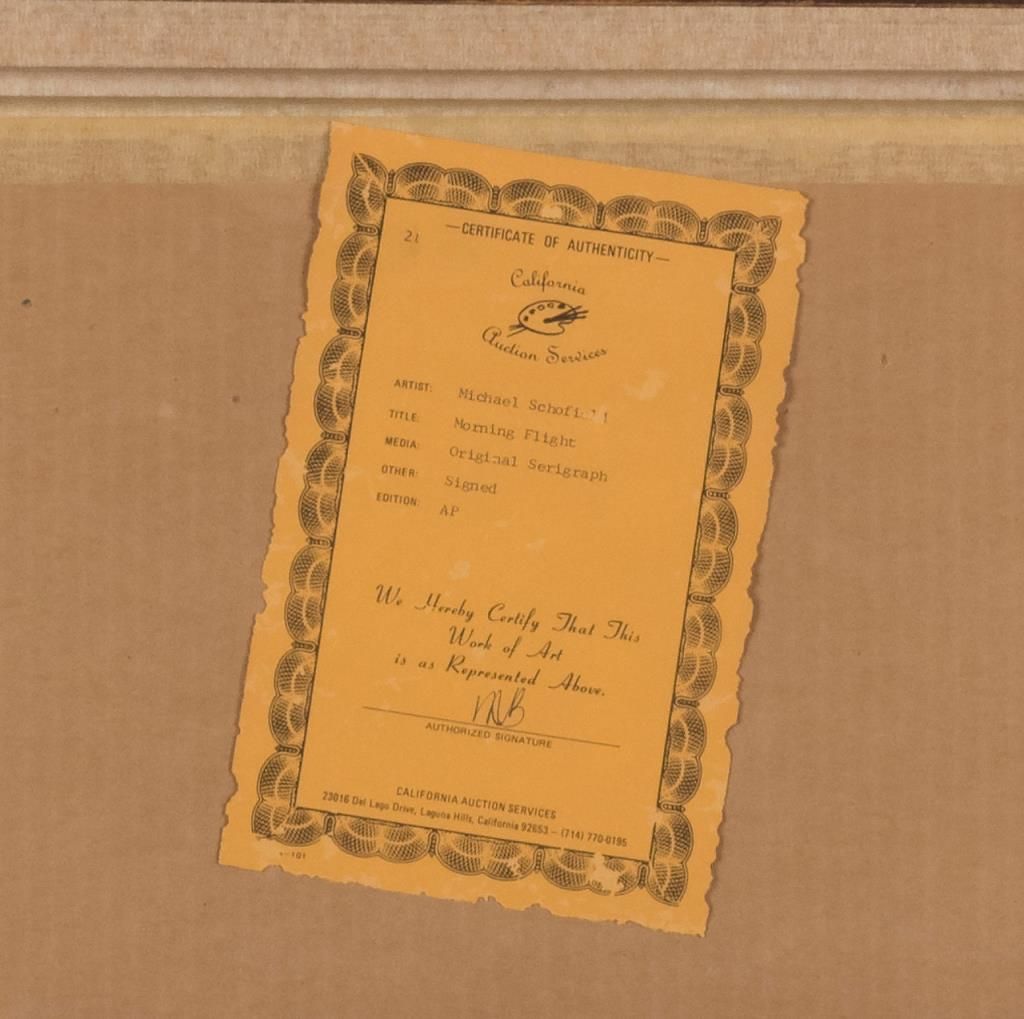 —CERTIFICATE OF AUTHENTICITY—
21
California
Auction Services
ARTIST: Michael Schofield
TITLE: Morning Flight
MEDIA: Original Serigraph
OTHER: Signed
EDITION: AP
We Hereby Certify That This
Work of Art
is as Represented Above.
AUTHORIZED SIGNATURE
CALIFORNIA AUCTION SERVICES
23016 Del Lago Drive, Laguna Hills, California 92653 – (714) 770-0195
-101